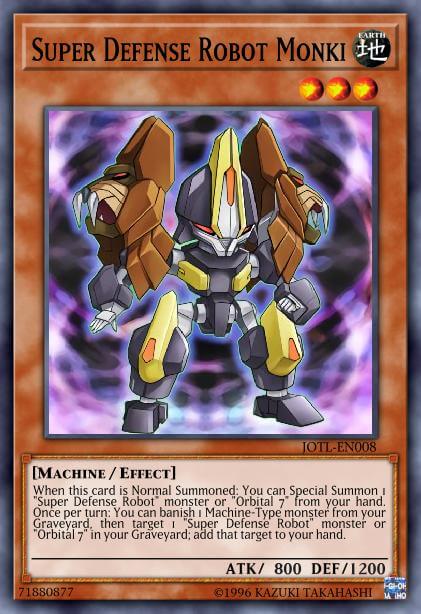 Super Defense Robot Monki
EARTH
地
JOTL-EN008
[Machine / Effect]
When this card is Normal Summoned: You can Special Summon 1
"Super Defense Robot" monster or "Orbital 7" from your hand.
Once per turn: You can banish 1 Machine-Type monster from your
Graveyard, then target 1 "Super Defense Robot" monster or
"Orbital 7" in your Graveyard; add that target to your hand.
ATK/ 800 DEF/1200
71880877
©1996 KAZUKI TAKAHASHI